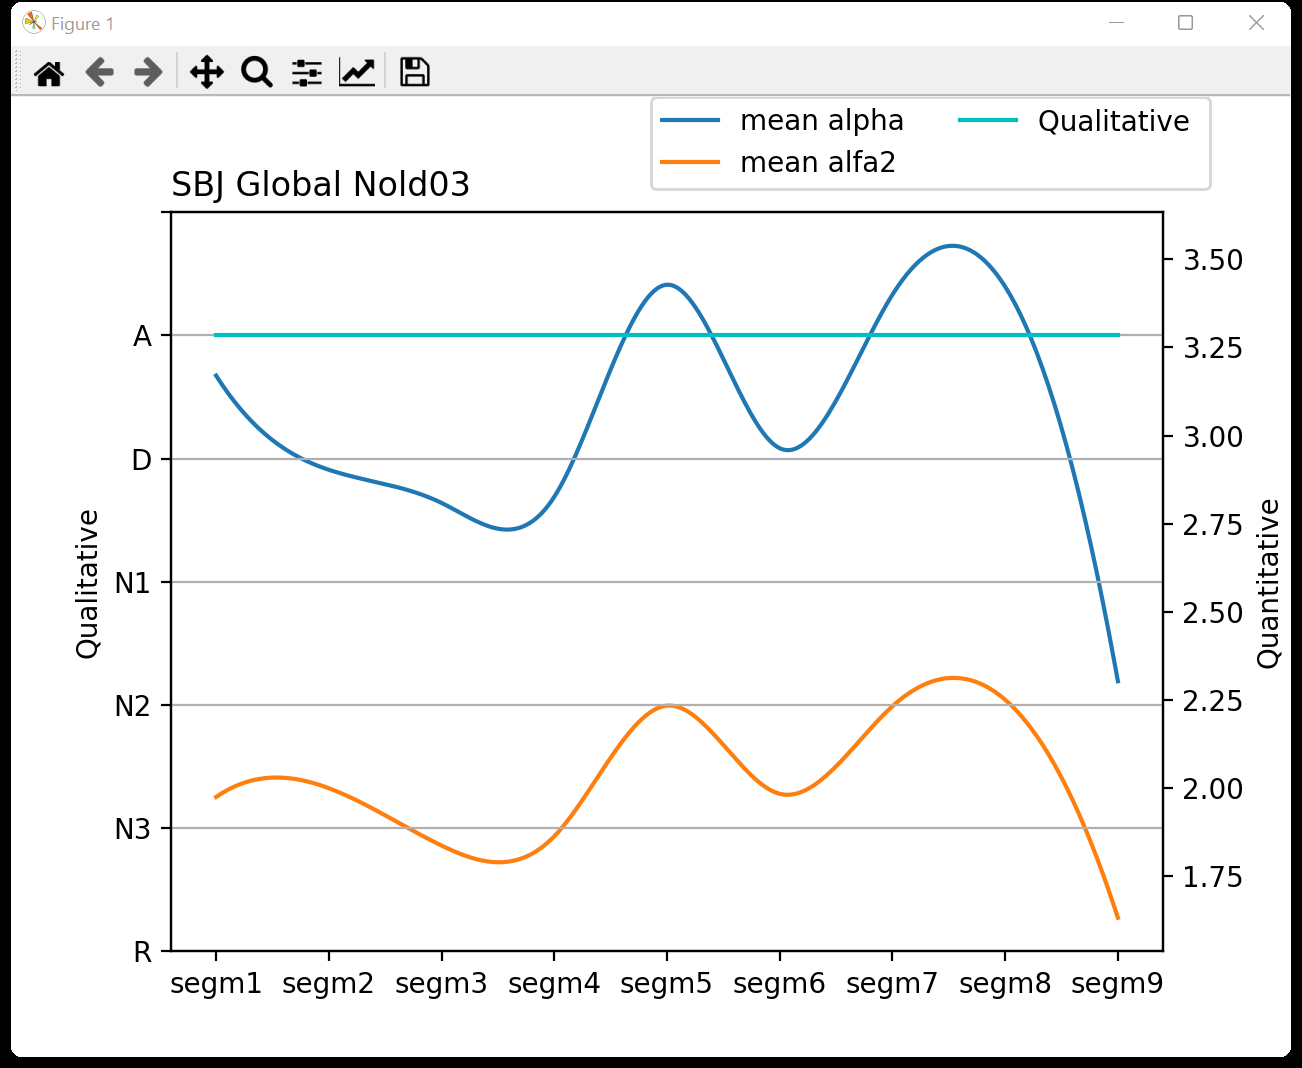 Figure 1
mean alpha
mean alfa2
Qualitative
SBJ Global Nold03
A
D
N1
N2
N3
R
Qualitative
3.50
3.25
3.00
2.75
2.50
2.25
2.00
1.75
Quantitative
segm1 segm2 segm3 segm4 segm5 segm6 segm7 segm8 segm9